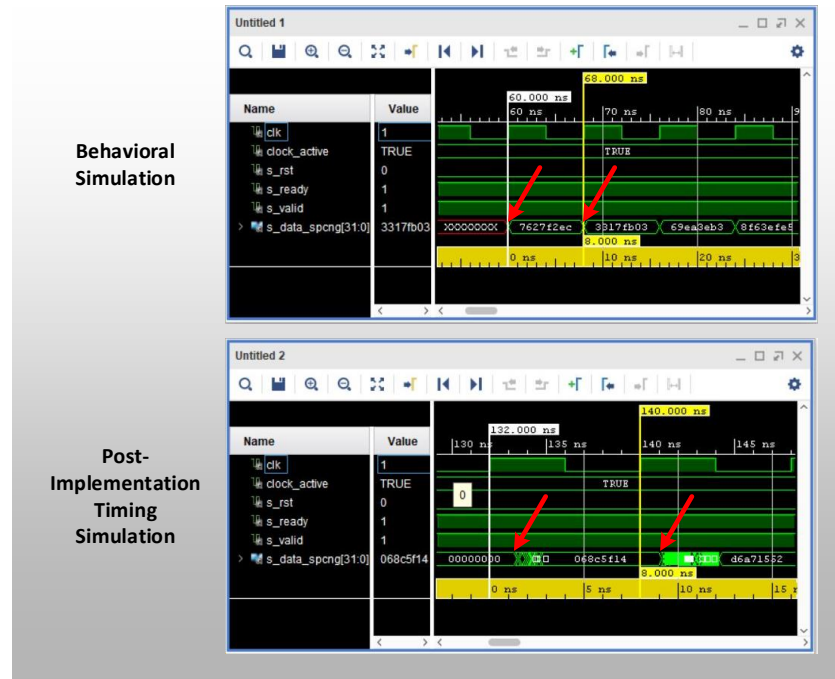 Behavioral
Simulation
Untitled 1
68.000 ns
60.000 ns
Name Value
60 ns 70 ns 80 ns 9
clk 1
clock_active TRUE TRUE
s_rst 0
s_ready 1
s_valid 1
s_data_spcng[31:0] 3317fb03 XXXXXXXX 7627f2ec 3317fb03 69ea3eb3 8f63efe5
8.000 ns
0 ns 10 ns 20 ns 3
Post-
Implementation
Timing
Simulation
Untitled 2
140.000 ns
132.000 ns
Name Value
130 ns 135 ns 140 ns 145 ns
clk 1
clock_active TRUE TRUE
s_rst 0 0
s_ready 1
s_valid 1
s_data_spcng[31:0] 068c5f14 00000000 068c5f14 d6a71552
8.000 ns
0 ns 5 ns 10 ns 15